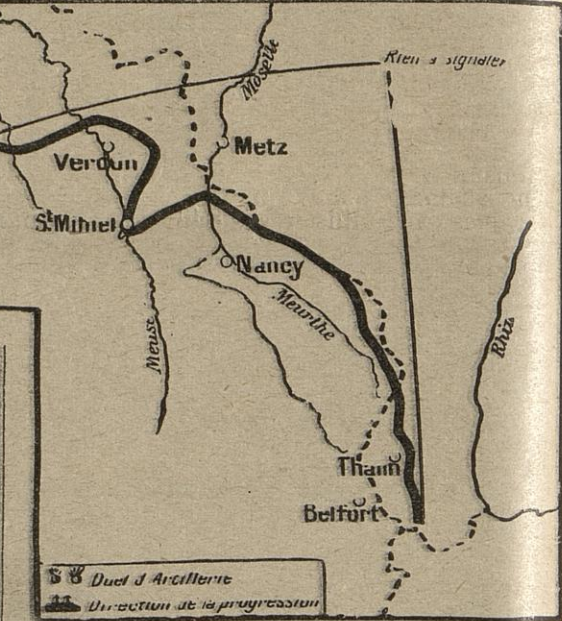 Rien à signaler
Moselle
Metz
Verdun
St Mihiel
Nancy
Meurthe
Meuse
Rhin
Thann
Belfort
Duel d'Artillerie
Direction de la progression